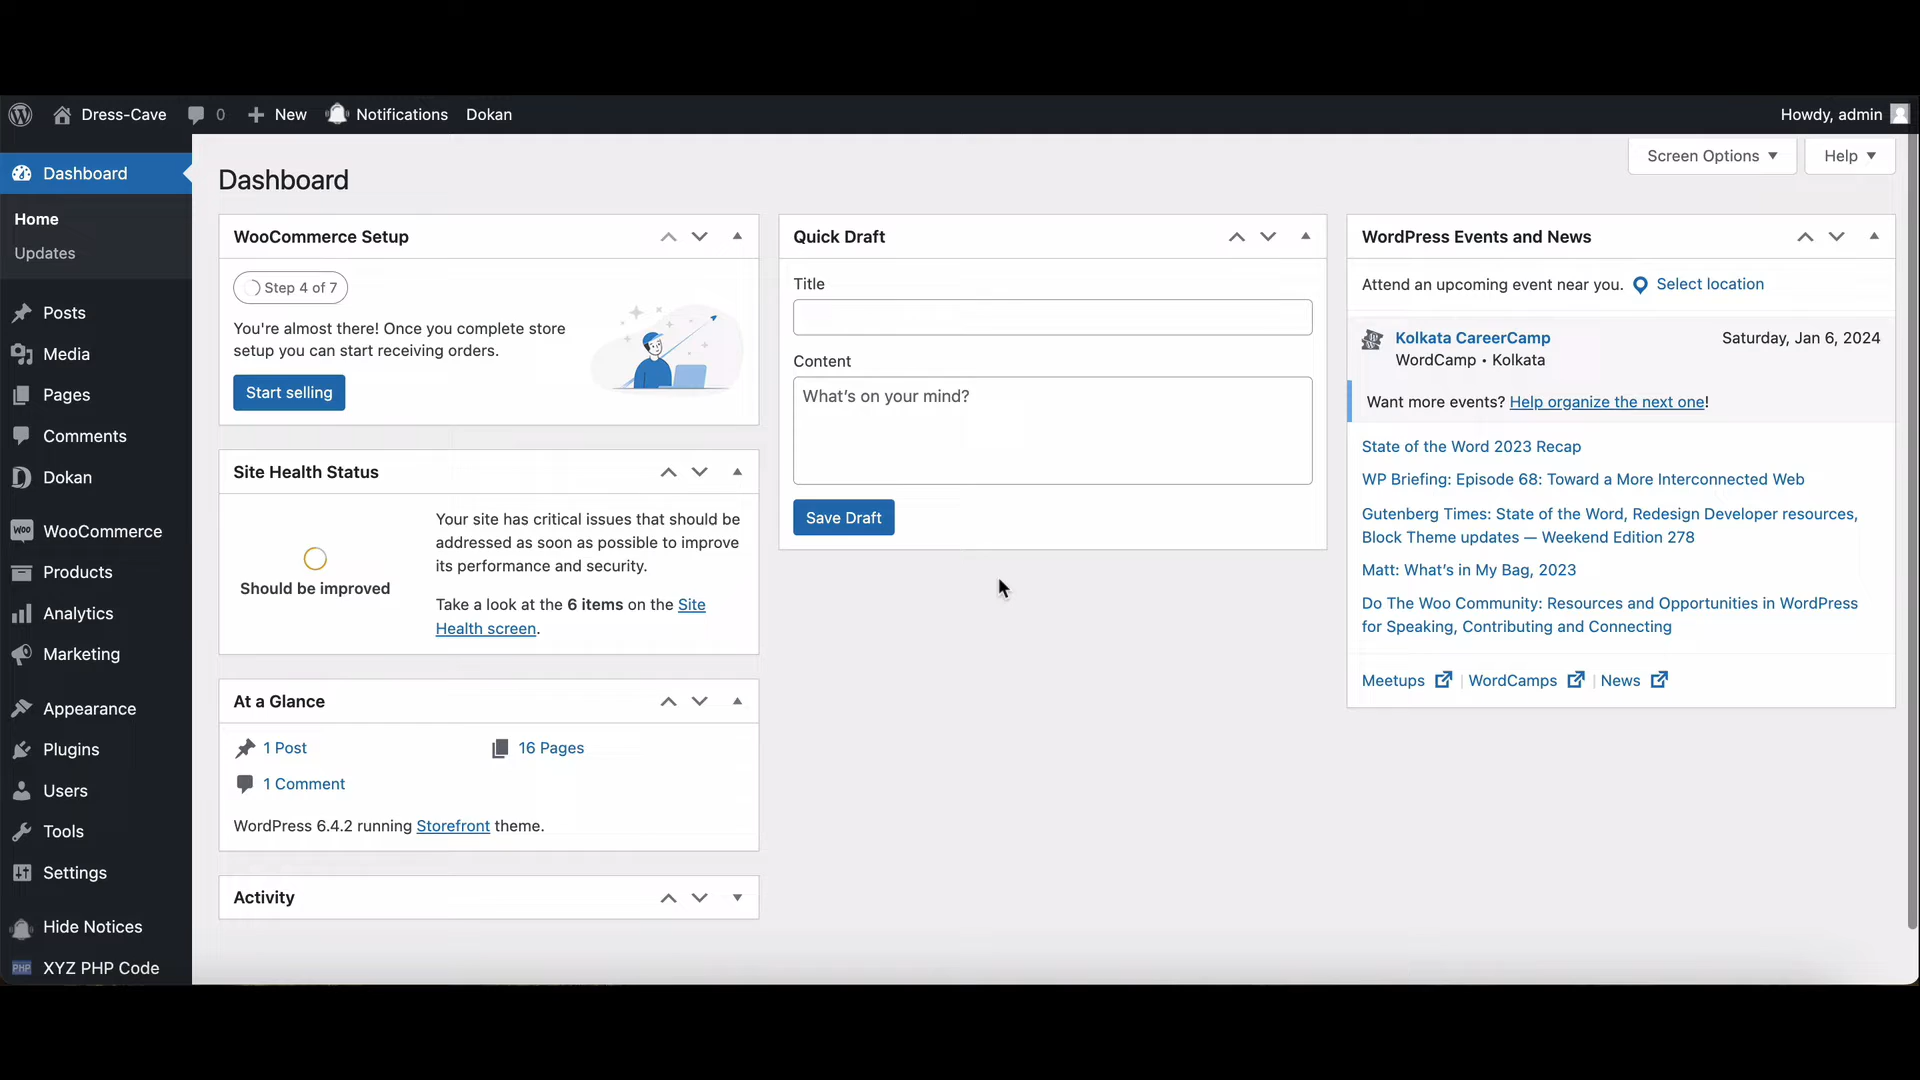 Dress-Cave 0 New Notifications Dokan
Howdy, admin
Dashboard
Home
Updates
Posts
Media
Pages
Comments
Dokan
WOO WooCommerce
Products
Analytics
Marketing
Appearance
Plugins
Users
Tools
Settings
Hide Notices
PHP XYZ PHP Code
Screen Options
Help
Dashboard
WooCommerce Setup
Step 4 of 7
You're almost there! Once you complete store
setup you can start receiving orders.
Start selling
Site Health Status
Should be improved
Your site has critical issues that should be
addressed as soon as possible to improve
its performance and security.
Take a look at the 6 items on the Site
Health screen.
At a Glance
1 Post
16 Pages
1 Comment
WordPress 6.4.2 running Storefront theme.
Activity
Quick Draft
Title
Content
What's on your mind?
Save Draft
WordPress Events and News
Attend an upcoming event near you. Select location
Kolkata CareerCamp
Saturday, Jan 6, 2024
WordCamp • Kolkata
Want more events? Help organize the next one!
State of the Word 2023 Recap
WP Briefing: Episode 68: Toward a More Interconnected Web
Gutenberg Times: State of the Word, Redesign Developer resources,
Block Theme updates — Weekend Edition 278
Matt: What's in My Bag, 2023
Do The Woo Community: Resources and Opportunities in WordPress
for Speaking, Contributing and Connecting
Meetups | WordCamps | News